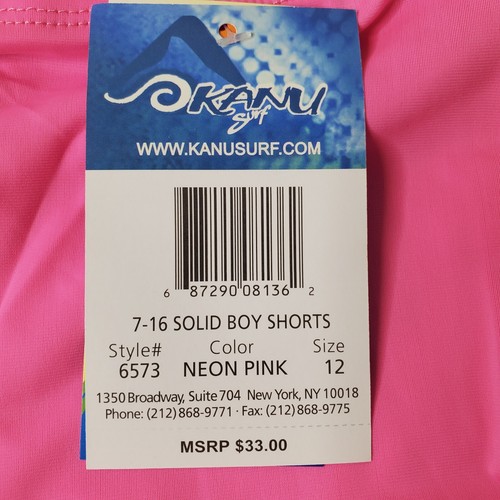 KANU
Surf
WWW.KANUSURF.COM
6 87290 08136 2
7-16 SOLID BOY SHORTS
Style# Color Size
6573 NEON PINK 12
1350 Broadway, Suite 704 New York, NY 10018
Phone: (212) 868-9771 · Fax: (212) 868-9775
MSRP $33.00